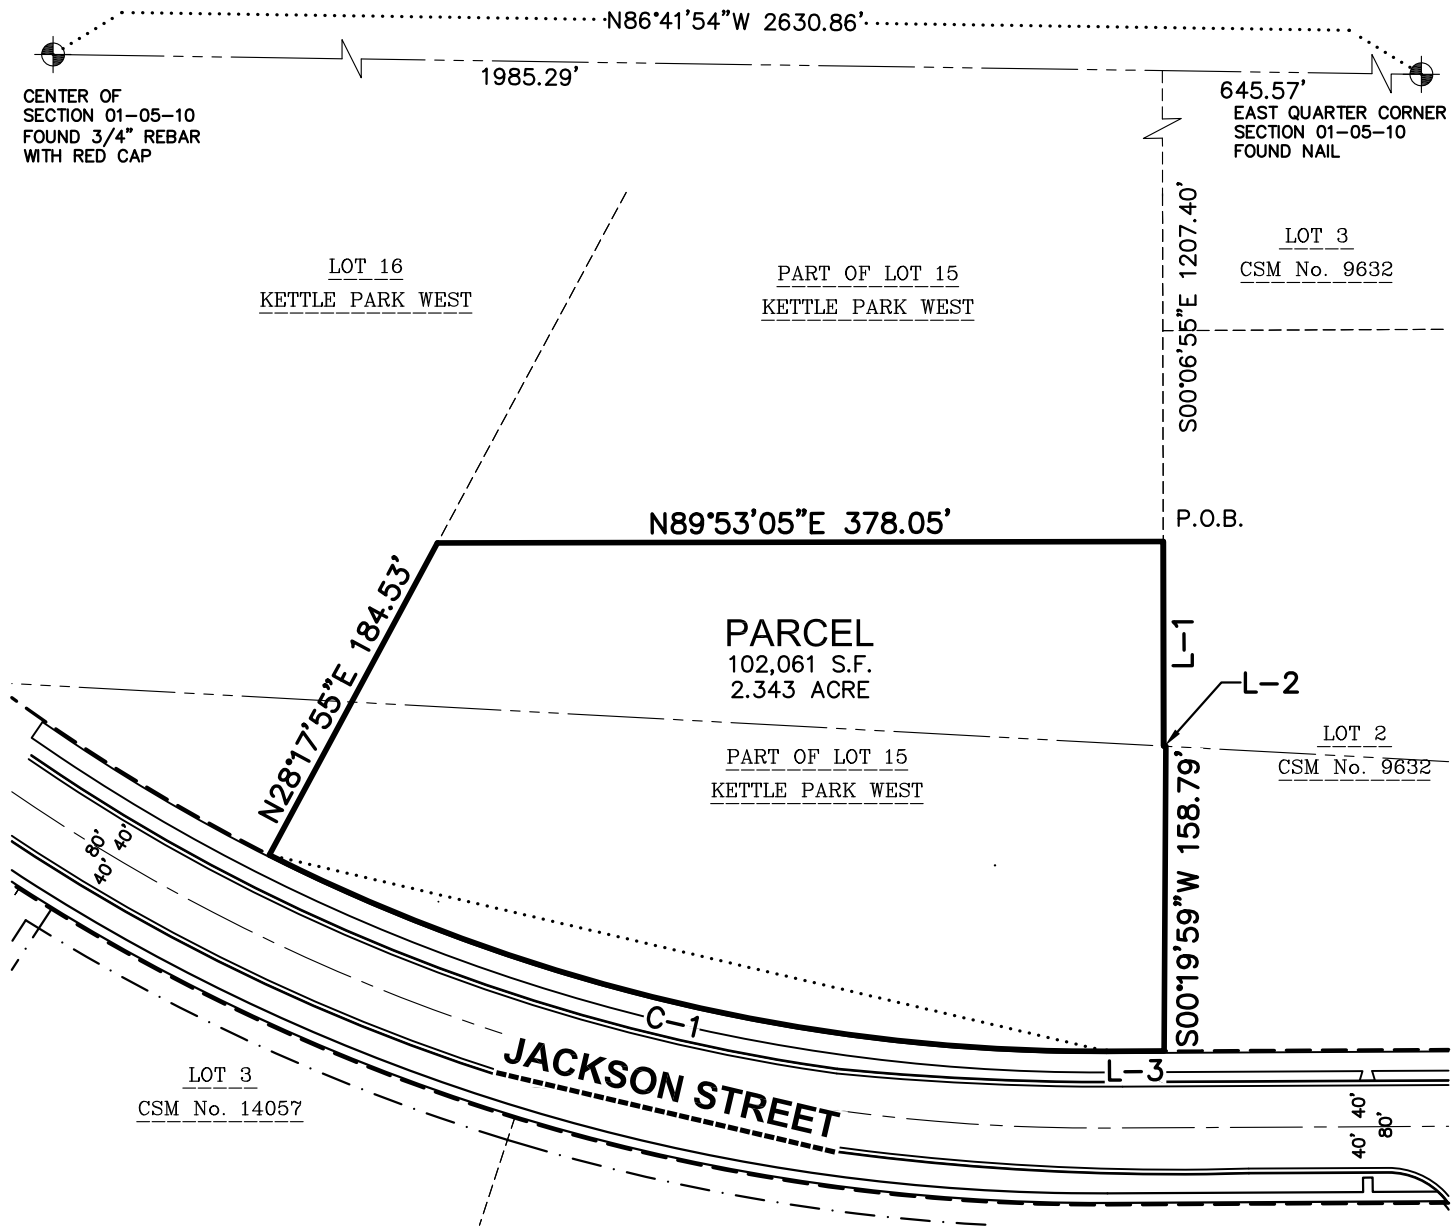 N86°41'54"W 2630.86'
1985.29'
645.57'
CENTER OF
SECTION 01-05-10
FOUND 3/4" REBAR
WITH RED CAP
EAST QUARTER CORNER
SECTION 01-05-10
FOUND NAIL
S00°06'55"E 1207.40'
LOT 16
KETTLE PARK WEST
PART OF LOT 15
KETTLE PARK WEST
LOT 3
CSM No. 9632
N89°53'05"E 378.05'
P.O.B.
N28°17'55"E 184.53'
PARCEL
102,061 S.F.
2.343 ACRE
L-1
L-2
PART OF LOT 15
KETTLE PARK WEST
LOT 2
CSM No. 9632
S00°19'59"W 158.79'
80'
40'
40'
C-1
L-3
JACKSON STREET
LOT 3
CSM No. 14057
40'
40'
80'